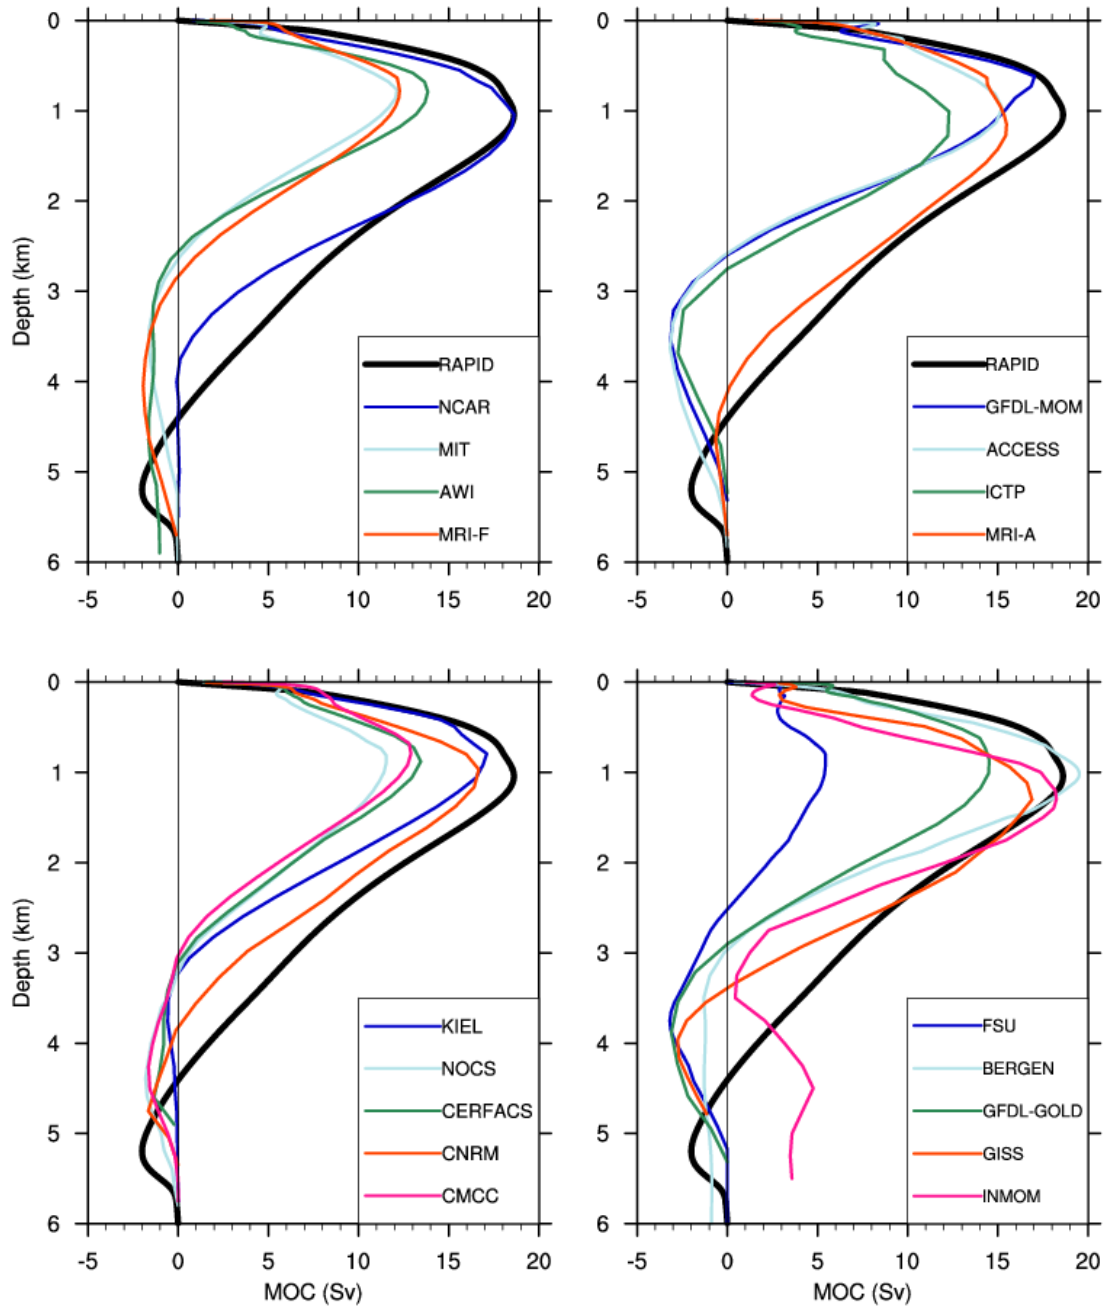 0
1
2
3
4
5
6
Depth (km)
-5 0 5 10 15 20
RAPID
NCAR
MIT
AWI
MRI-F
0
1
2
3
4
5
6
-5 0 5 10 15 20
RAPID
GFDL-MOM
ACCESS
ICTP
MRI-A
0
1
2
3
4
5
6
Depth (km)
-5 0 5 10 15 20
MOC (Sv)
KIEL
NOCS
CERFACS
CNRM
CMCC
0
1
2
3
4
5
6
-5 0 5 10 15 20
MOC (Sv)
FSU
BERGEN
GFDL-GOLD
GISS
INMOM